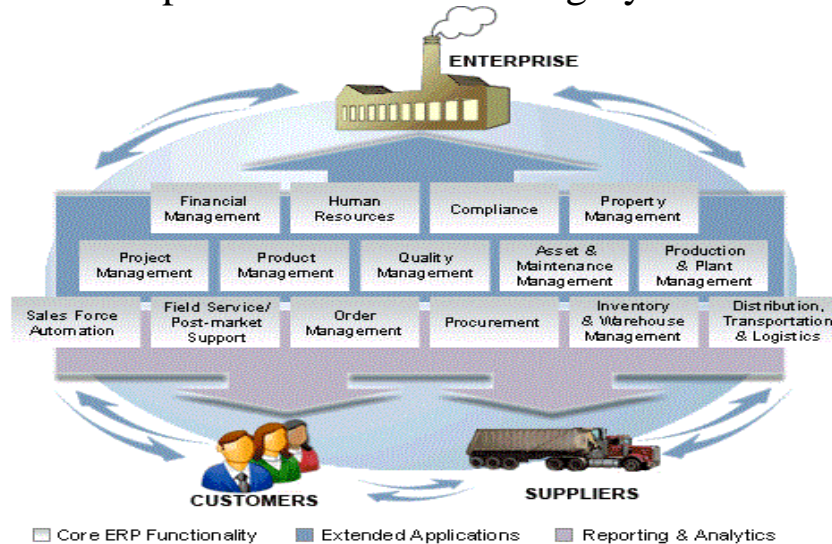 ENTERPRISE
Financial
Management
Human
Resources
Compliance
Property
Management
Project
Management
Product
Management
Quality
Management
Asset &
Maintenance
Management
Production
& Plant
Management
Sales Force
Automation
Field Service/
Post-market
Support
Order
Management
Procurement
Inventory
& Warehouse
Management
Distribution,
Transportation
& Logistics
CUSTOMERS
SUPPLIERS
Core ERP Functionality
Extended Applications
Reporting & Analytics